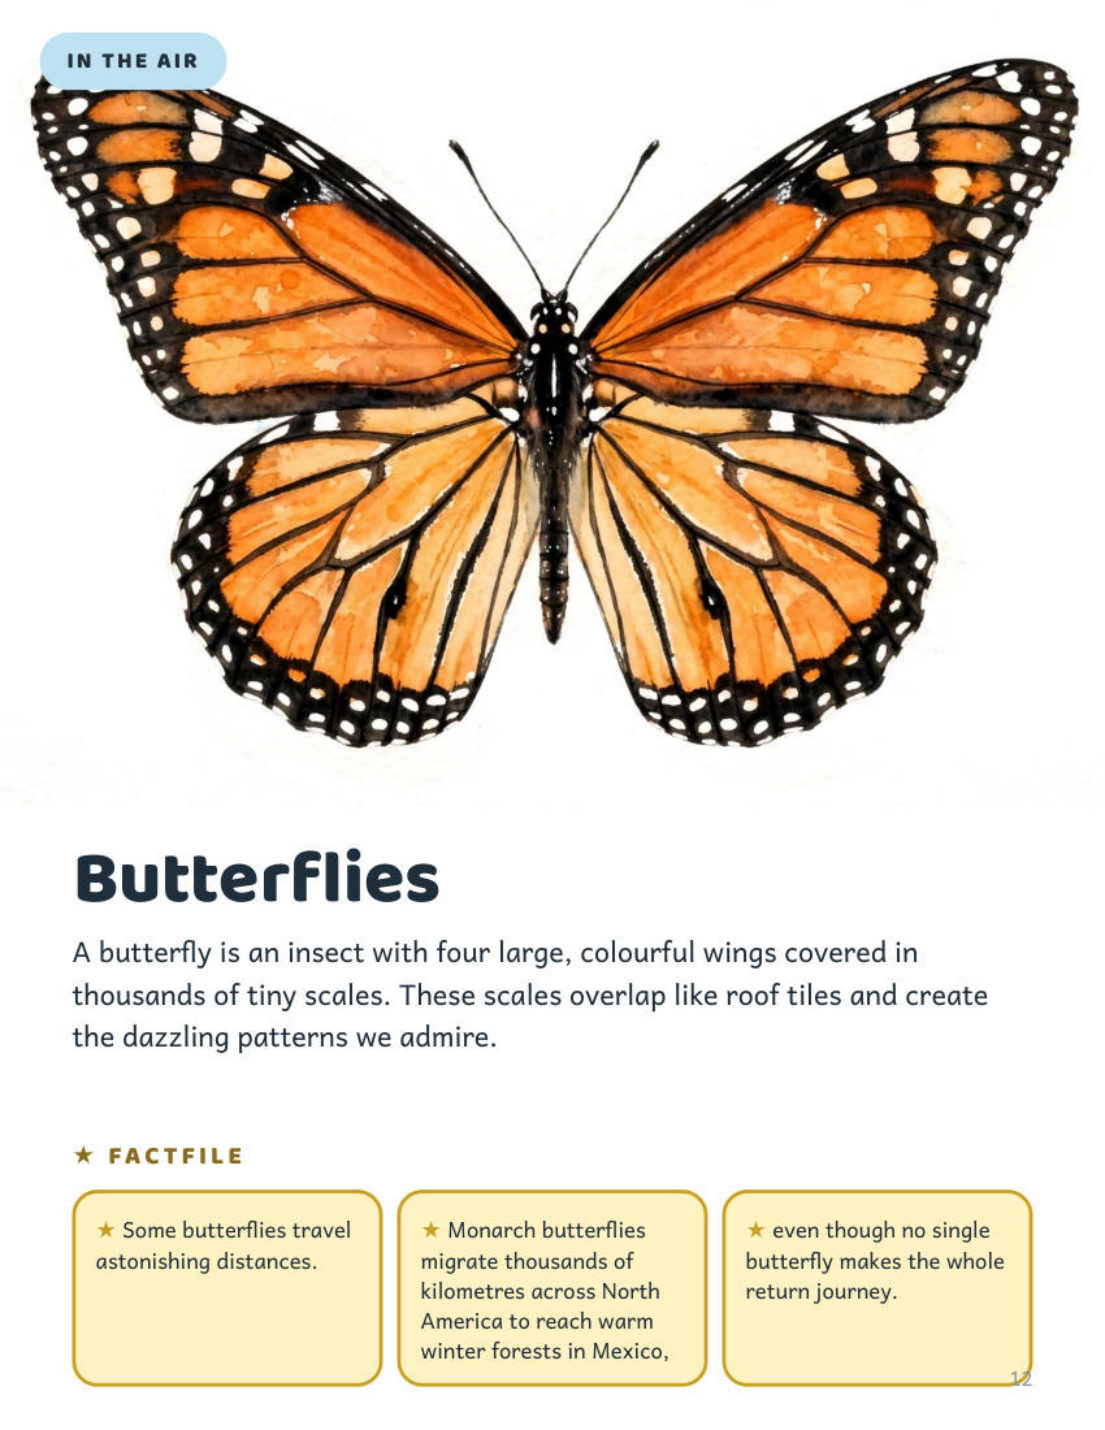 IN THE AIR
Butterflies
A butterfly is an insect with four large, colourful wings covered in
thousands of tiny scales. These scales overlap like roof tiles and create
the dazzling patterns we admire.
★ FACTFILE
★ Some butterflies travel
astonishing distances.
★ Monarch butterflies
migrate thousands of
kilometres across North
America to reach warm
winter forests in Mexico,
★ even though no single
butterfly makes the whole
return journey.
12